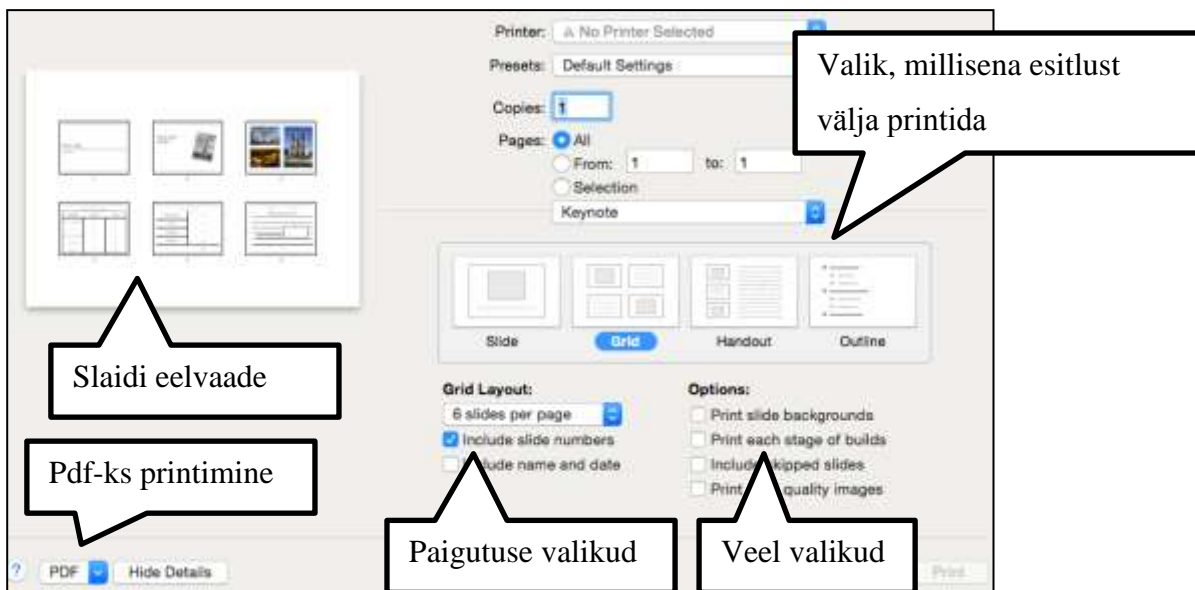 Printer: No Printer Selected
Presets: Default Settings
Valik, millisena esitlust
välja printida
Copies: 1
Pages: All
From: 1 to: 1
Selection
Keynote
Slide Grid Handout Outline
Slaidi eelvaade
Grid Layout: Options:
6 slides per page Print slide backgrounds
Include slide numbers Print each stage of builds
name and date Include skipped slides
Print quality images
Pdf-ks printimine
Paigutuse valikud
Veel valikud
? PDF Hide Details Print